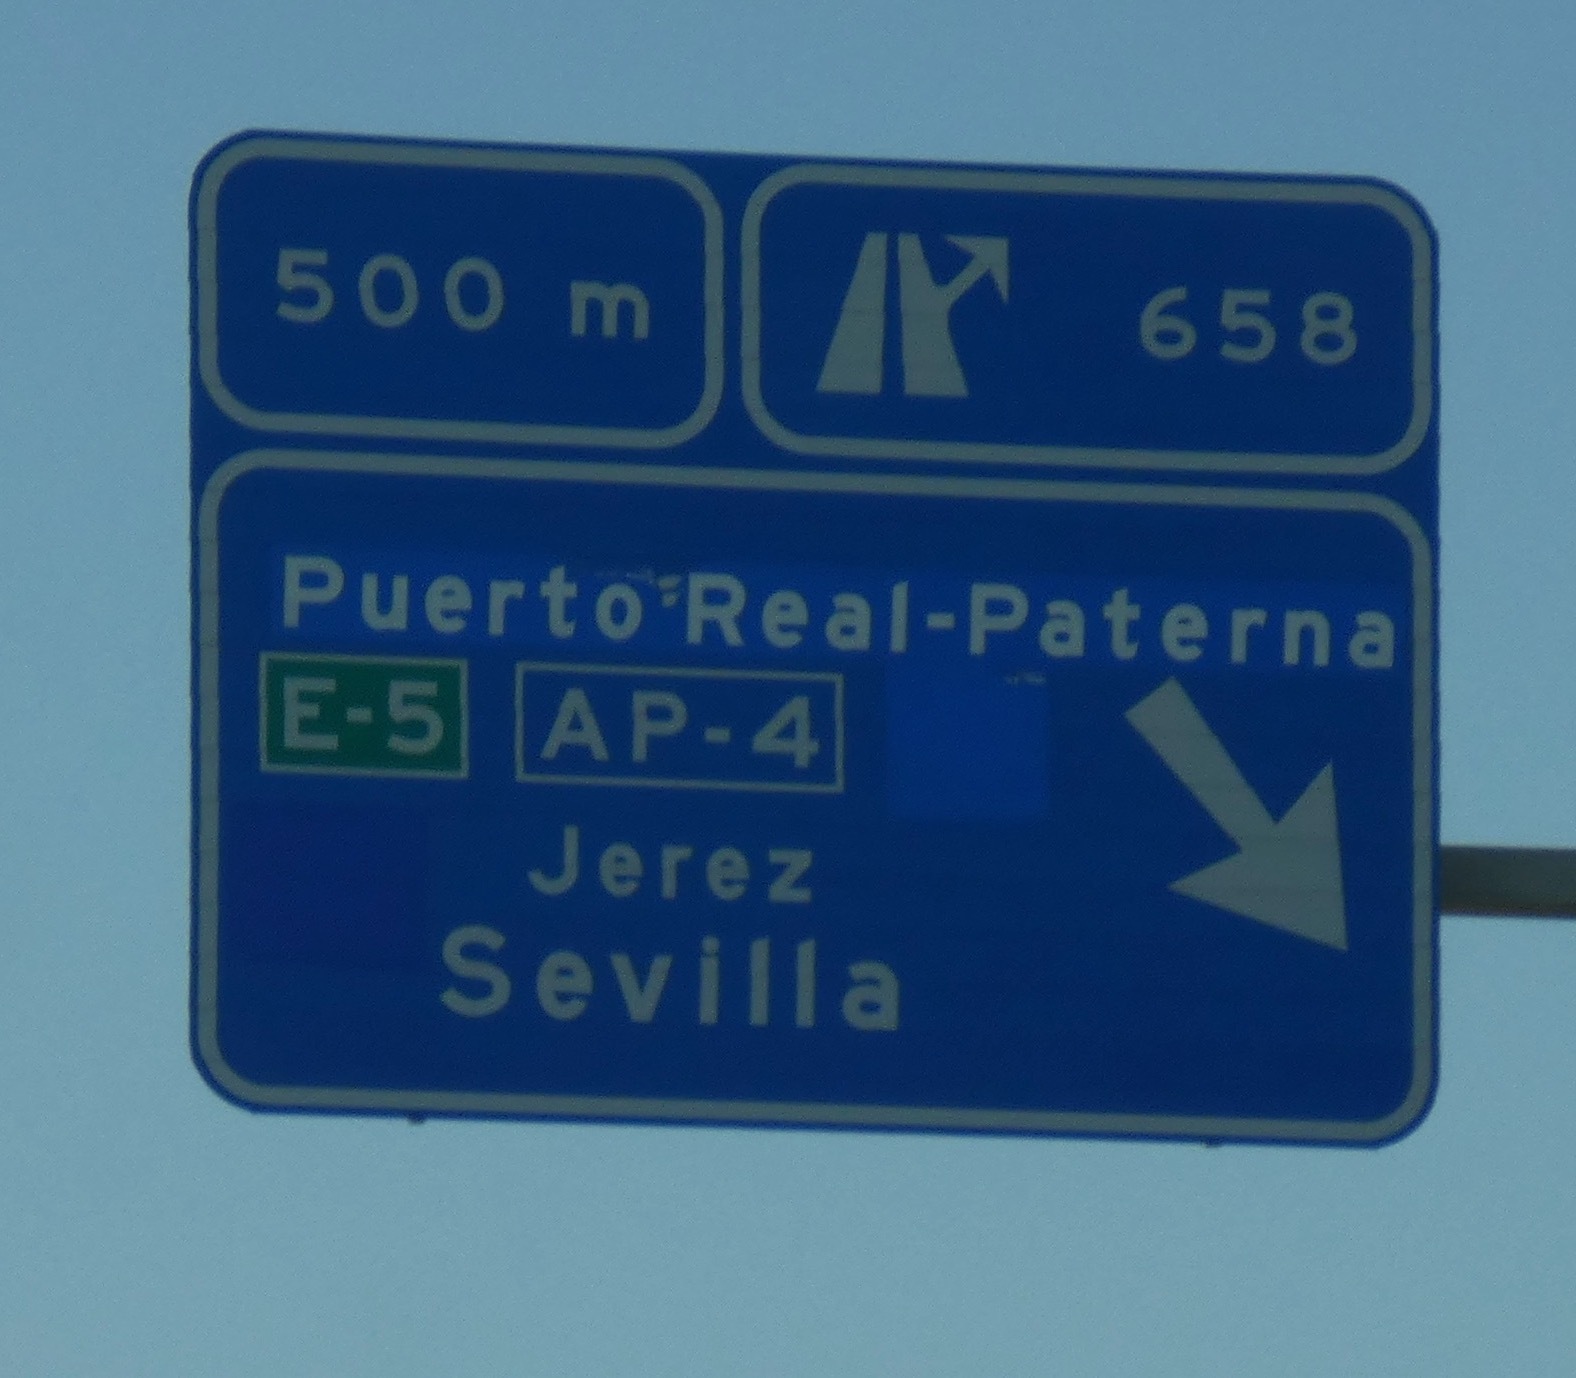 500 m
658
Puerto Real-Paterna
E-5 AP-4
Jerez
Sevilla